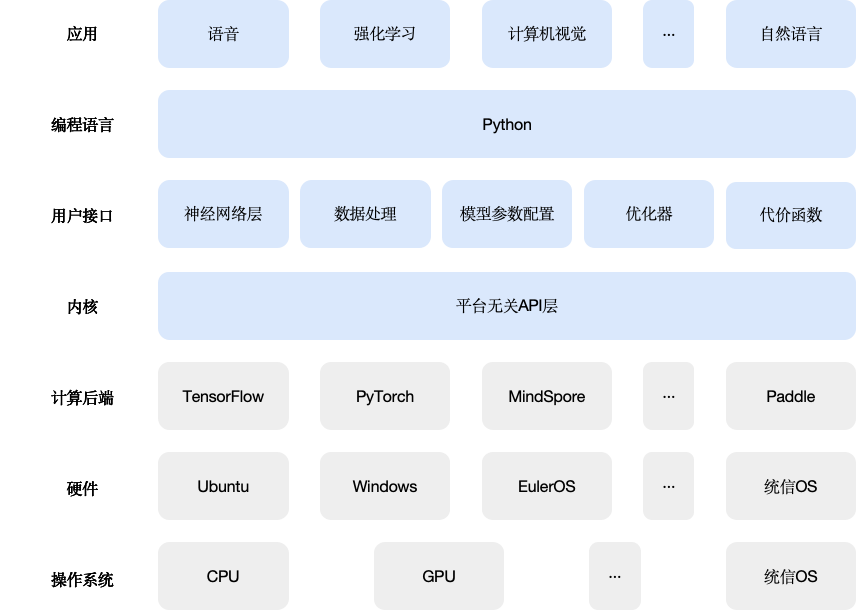 应用
语音
强化学习
计算机视觉
...
自然语言
编程语言
Python
用户接口
神经网络层
数据处理
模型参数配置
优化器
代价函数
内核
平台无关API层
计算后端
TensorFlow
PyTorch
MindSpore
...
Paddle
硬件
Ubuntu
Windows
EulerOS
...
统信OS
操作系统
CPU
GPU
...
统信OS